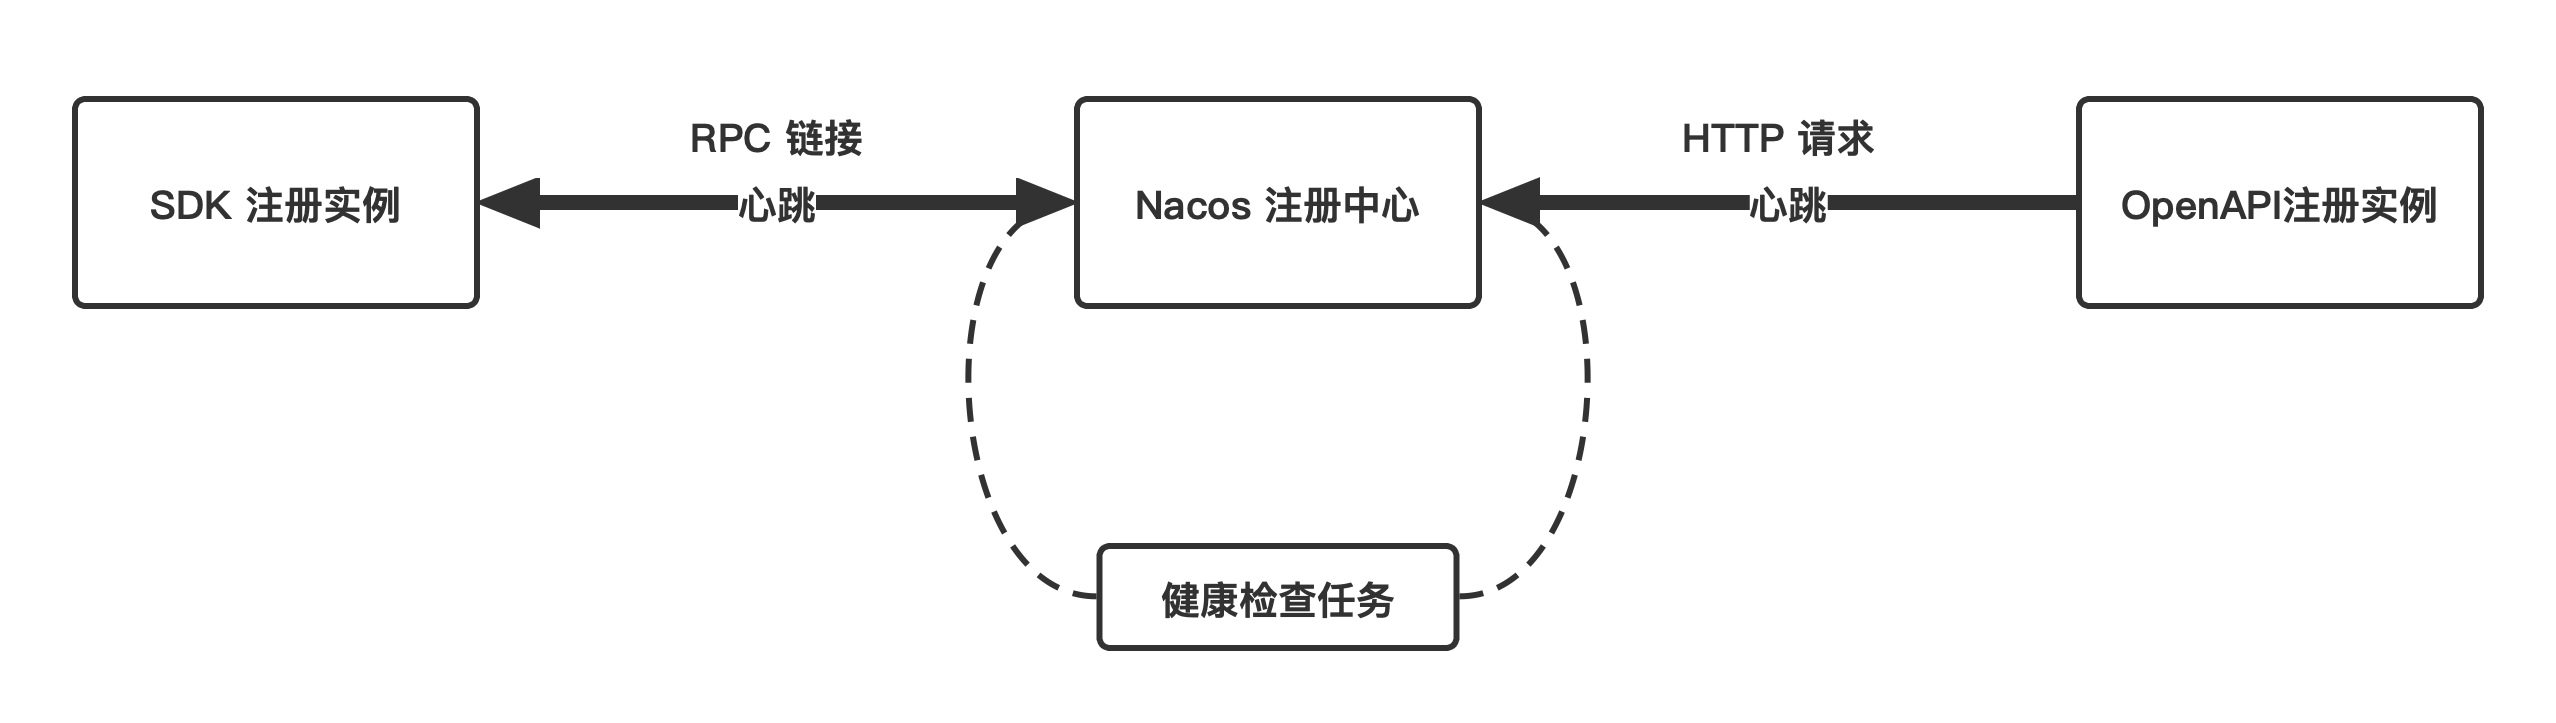 RPC 链接
HTTP 请求
SDK 注册实例
心跳
Nacos 注册中心
心跳
OpenAPI注册实例
健康检查任务